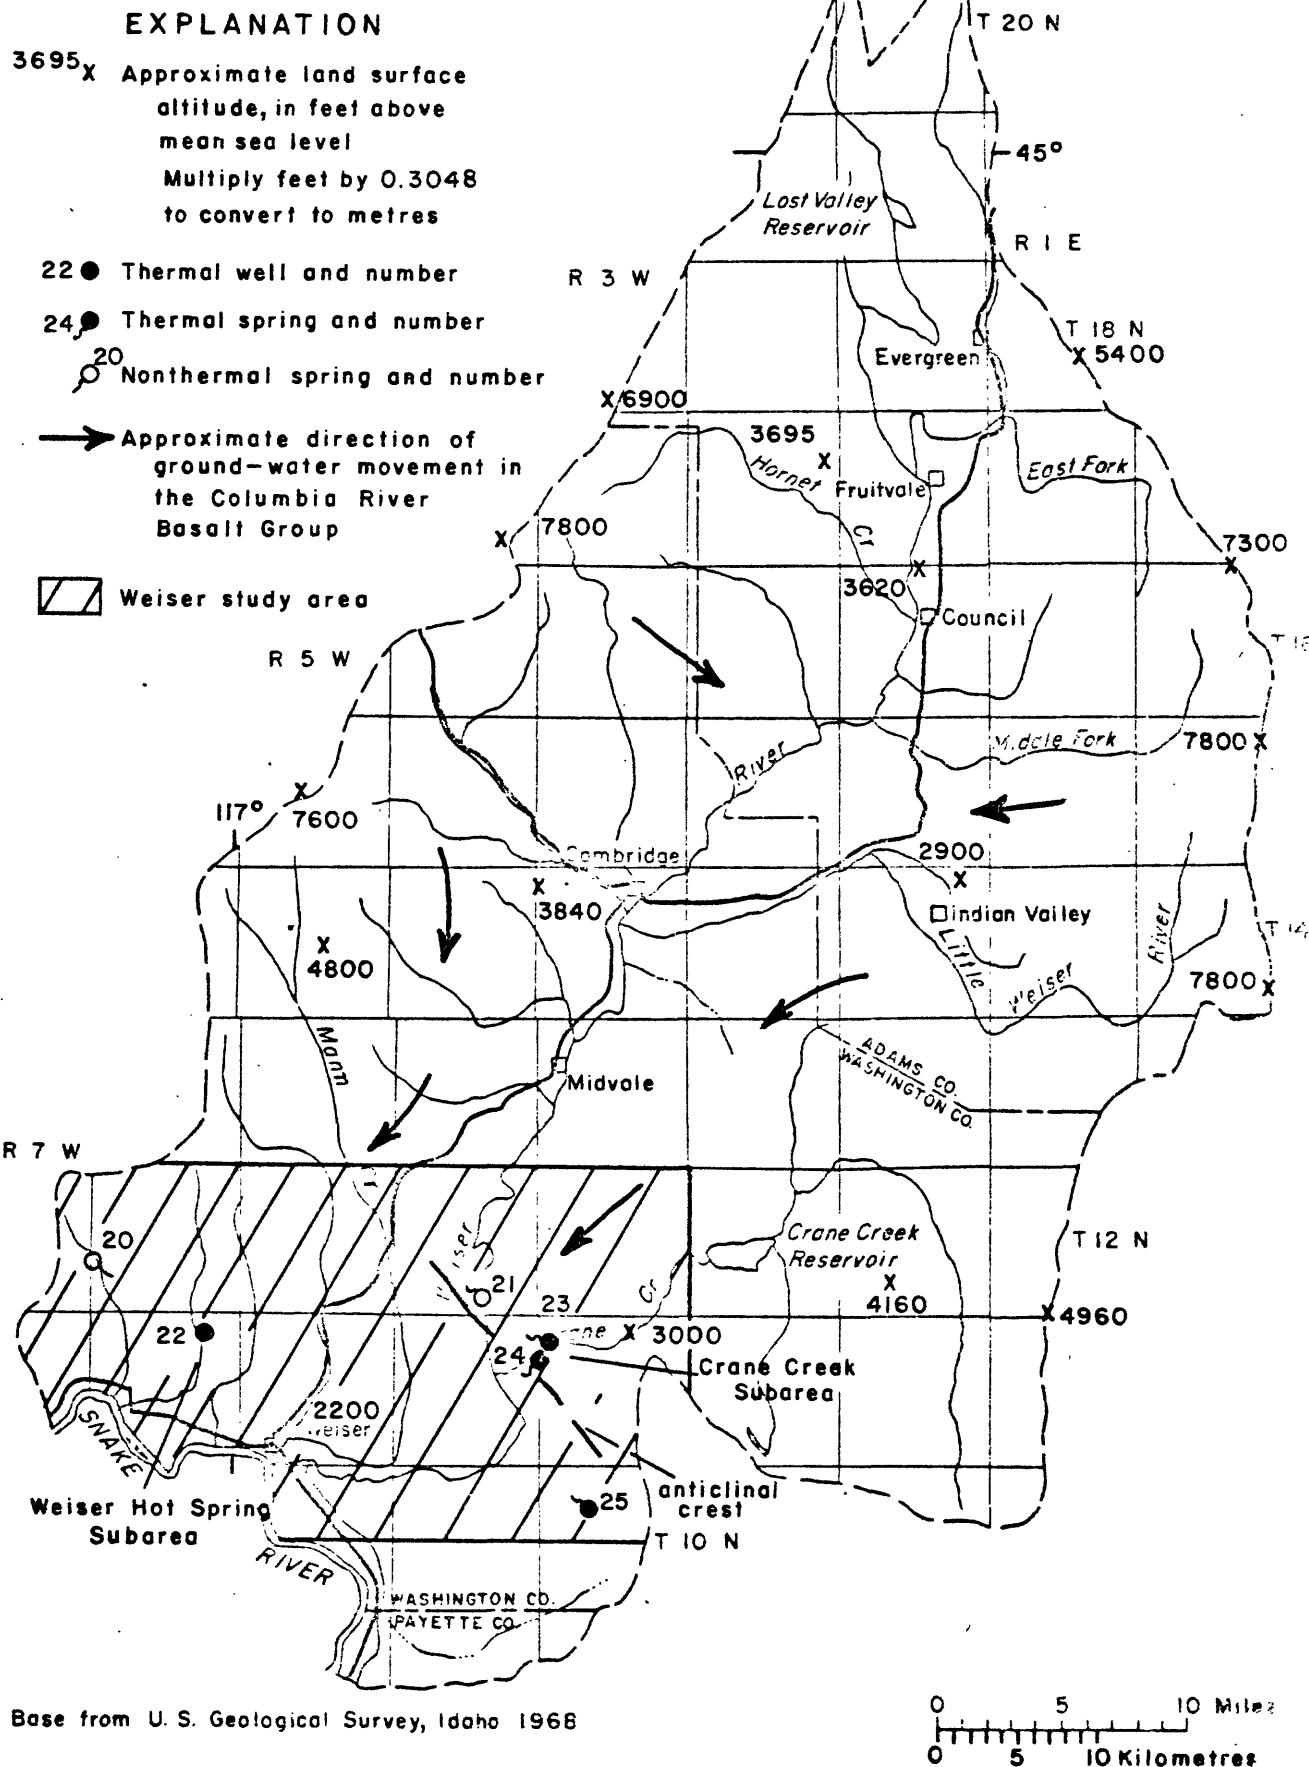 EXPLANATION
3695 x Approximate land surface
altitude, in feet above
mean sea level
Multiply feet by 0.3048
to convert to metres
22 Thermal well and number
24 Thermal spring and number
20 Nonthermal spring and number
Approximate direction of
ground-water movement in
the Columbia River
Basalt Group
Weiser study area
T 20 N
45°
Lost Valley
Reservoir
R 1 E
R 3 W
T 18 N
x 5400
Evergreen
x 6900
3695
x
Hornet
Cr
Fruitvale
East Fork
7800
x
7300
x
3620
x
Council
R 5 W
River
Middle Fork
7800 x
117°
x
7600
Cambridge
2900
x
x
3840
Indian Valley
Little
Weiser
River
x
4800
7800 x
Mann
ADAMS CO.
WASHINGTON CO.
Midvale
R 7 W
20
Crane Creek
Reservoir
T 12 N
21
Cr
x
4160
22
23
x 3000
x 4960
24
Crane Creek
Subarea
2200
SNAKE
anticlinal
crest
Weiser Hot Spring
Subarea
25
T 10 N
RIVER
WASHINGTON CO.
PAYETTE CO.
Base from U. S. Geological Survey, Idaho 1968
0 5 10 Miles
0 5 10 Kilometres